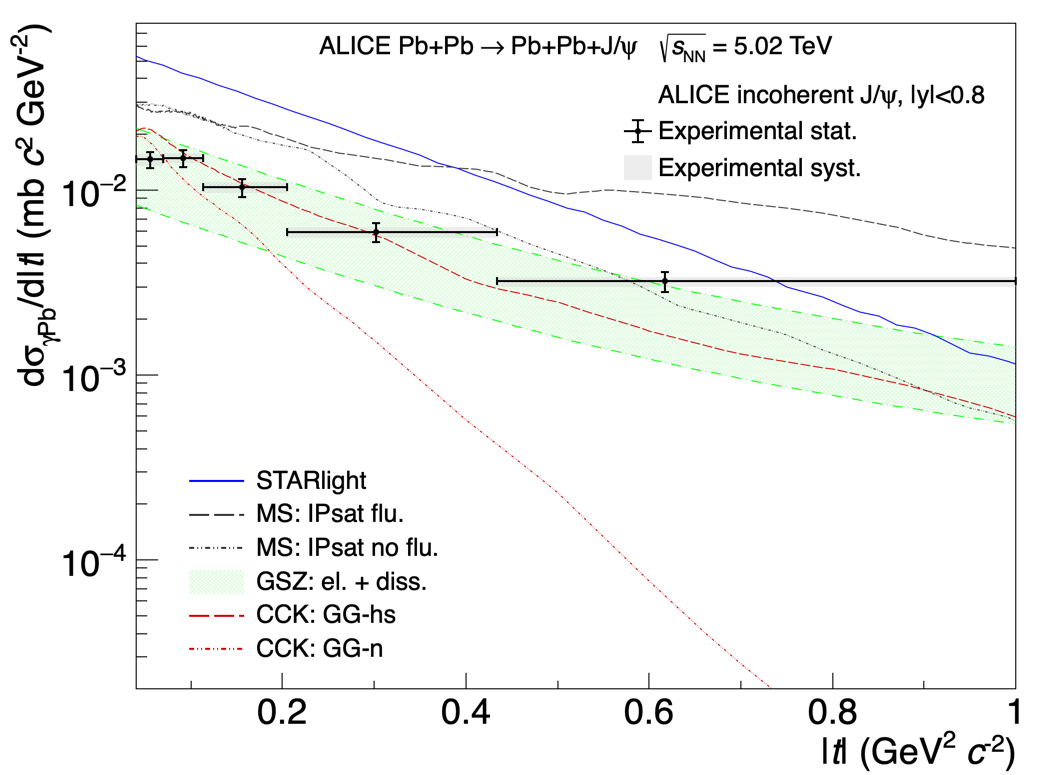 ALICE Pb+Pb → Pb+Pb+J/ψ √sNN = 5.02 TeV
ALICE incoherent J/ψ, |y|<0.8
Experimental stat.
Experimental syst.
dσγPb/d|t| (mb c² GeV⁻²)
10⁻²
10⁻³
10⁻⁴
STARlight
MS: IPsat flu.
MS: IPsat no flu.
GSZ: el. + diss.
CCK: GG-hs
CCK: GG-n
0.2 0.4 0.6 0.8 1
|t| (GeV² c⁻²)